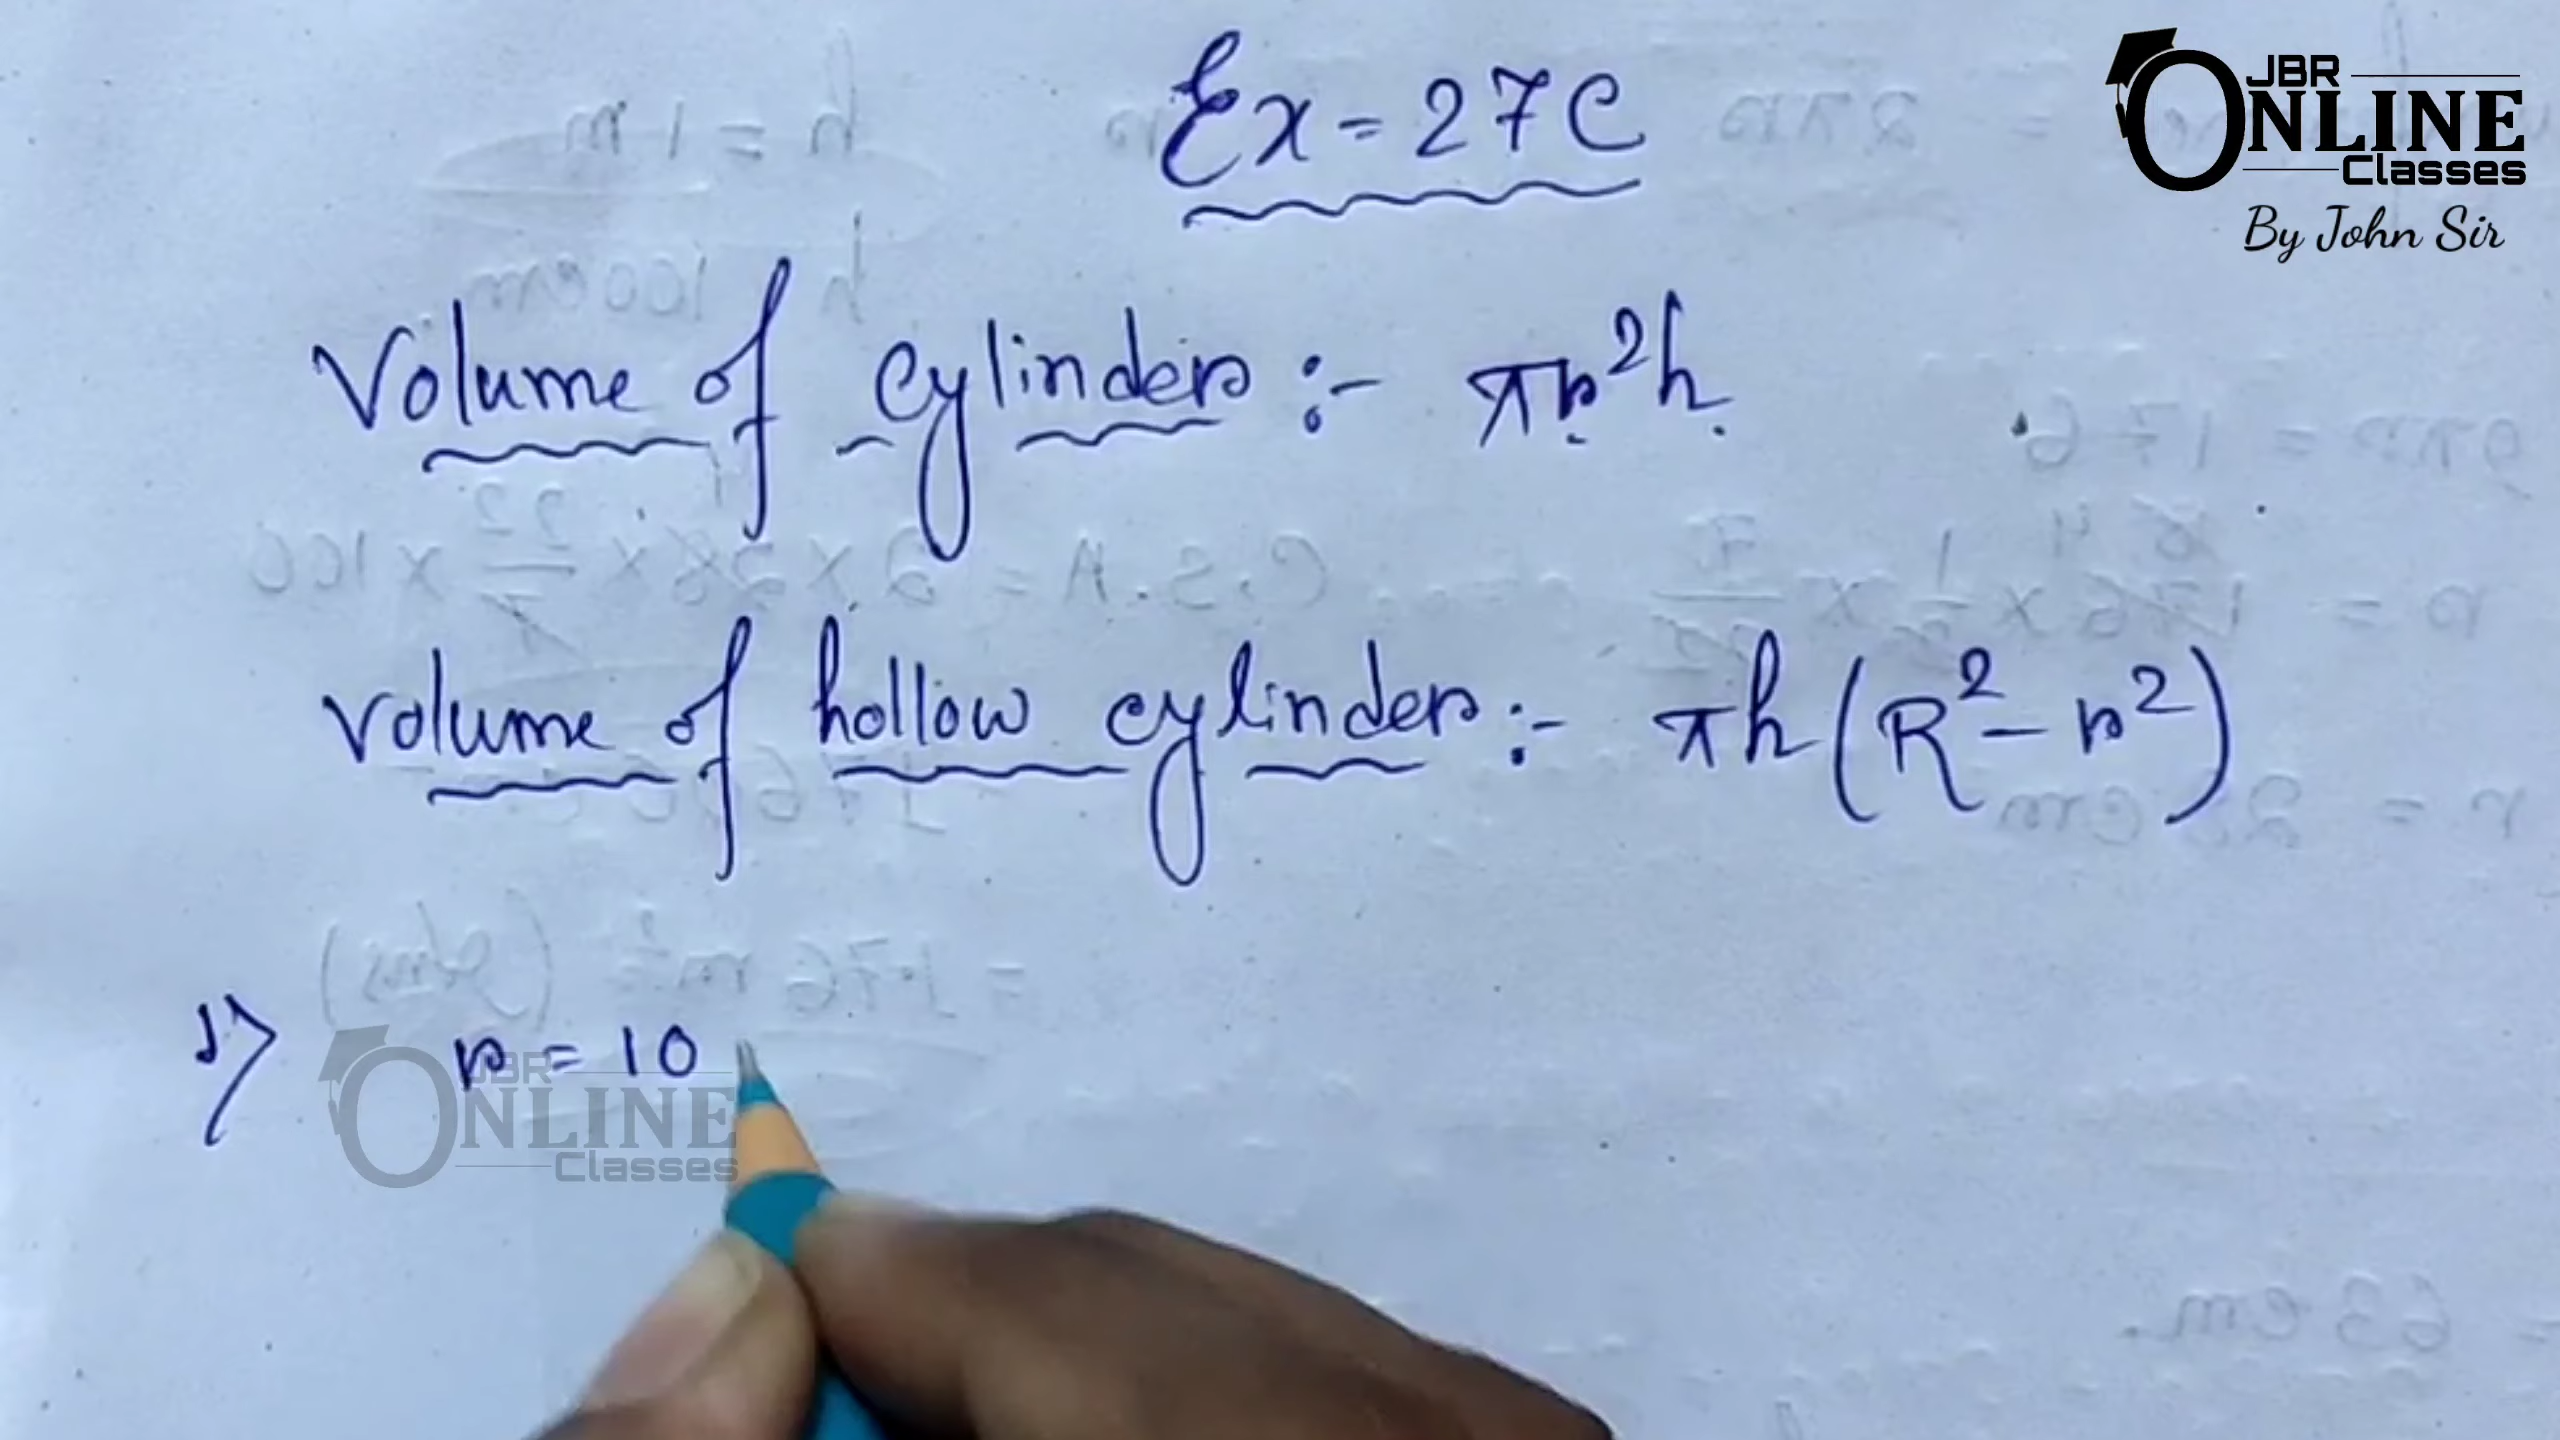 Ex = 27C
JBR
ONLINE
Classes
By John Sir
Volume of cylinder :- πr²h
Volume of hollow cylinder :- πh(R² - r²)
1) r = 10
JBR
ONLINE
Classes